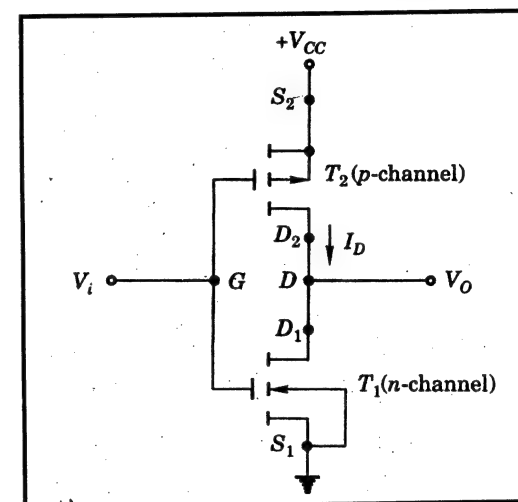 +V_CC
S_2
T_2(p-channel)
D_2
I_D
V_i
G
D
V_O
D_1
T_1(n-channel)
S_1